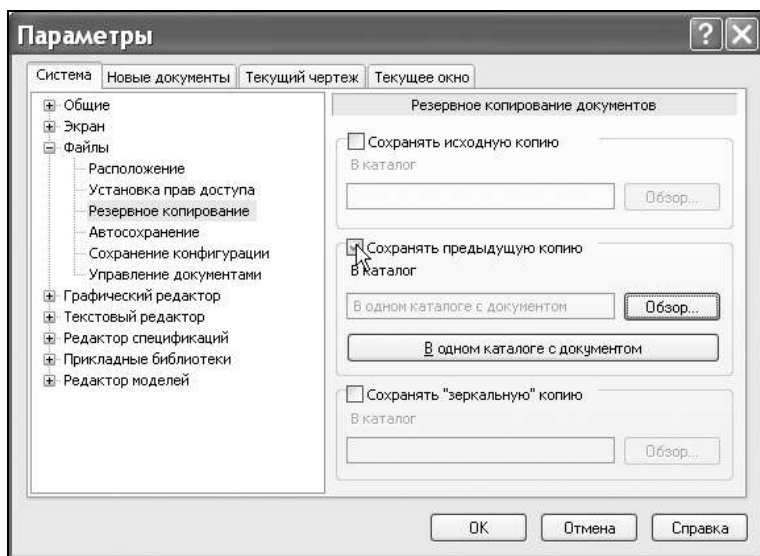 Параметры
Система Новые документы Текущий чертеж Текущее окно
Общие
Экран
Файлы
Расположение
Установка прав доступа
Резервное копирование
Автосохранение
Сохранение конфигурации
Управление документами
Графический редактор
Текстовый редактор
Редактор спецификаций
Прикладные библиотеки
Редактор моделей
Резервное копирование документов
Сохранять исходную копию
В каталог
Обзор...
Сохранять предыдущую копию
В каталог
В одном каталоге с документом Обзор...
В одном каталоге с документом
Сохранять "зеркальную" копию
В каталог
Обзор...
OK Отмена Справка